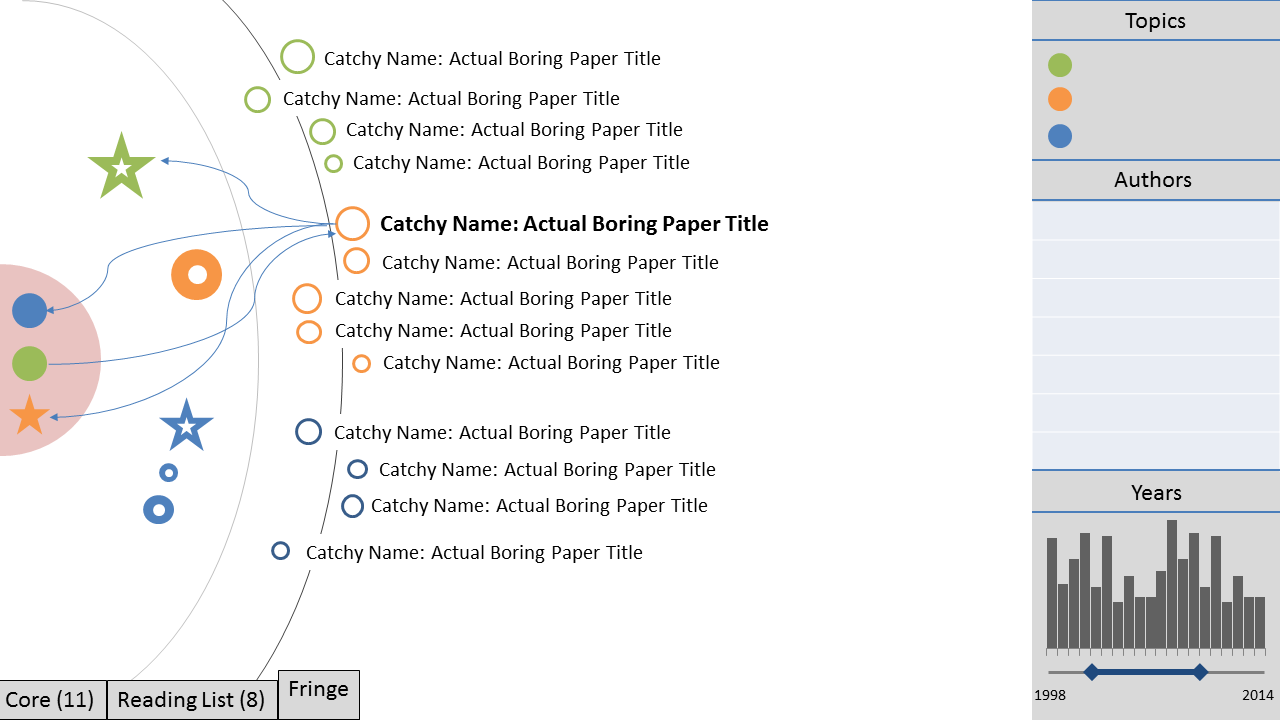 Catchy Name: Actual Boring Paper Title
Catchy Name: Actual Boring Paper Title
Catchy Name: Actual Boring Paper Title
Catchy Name: Actual Boring Paper Title
Catchy Name: Actual Boring Paper Title
Catchy Name: Actual Boring Paper Title
Catchy Name: Actual Boring Paper Title
Catchy Name: Actual Boring Paper Title
Catchy Name: Actual Boring Paper Title
Catchy Name: Actual Boring Paper Title
Catchy Name: Actual Boring Paper Title
Catchy Name: Actual Boring Paper Title
Catchy Name: Actual Boring Paper Title
Core (11)
Reading List (8)
Fringe
Topics
Authors
Years
1998
2014